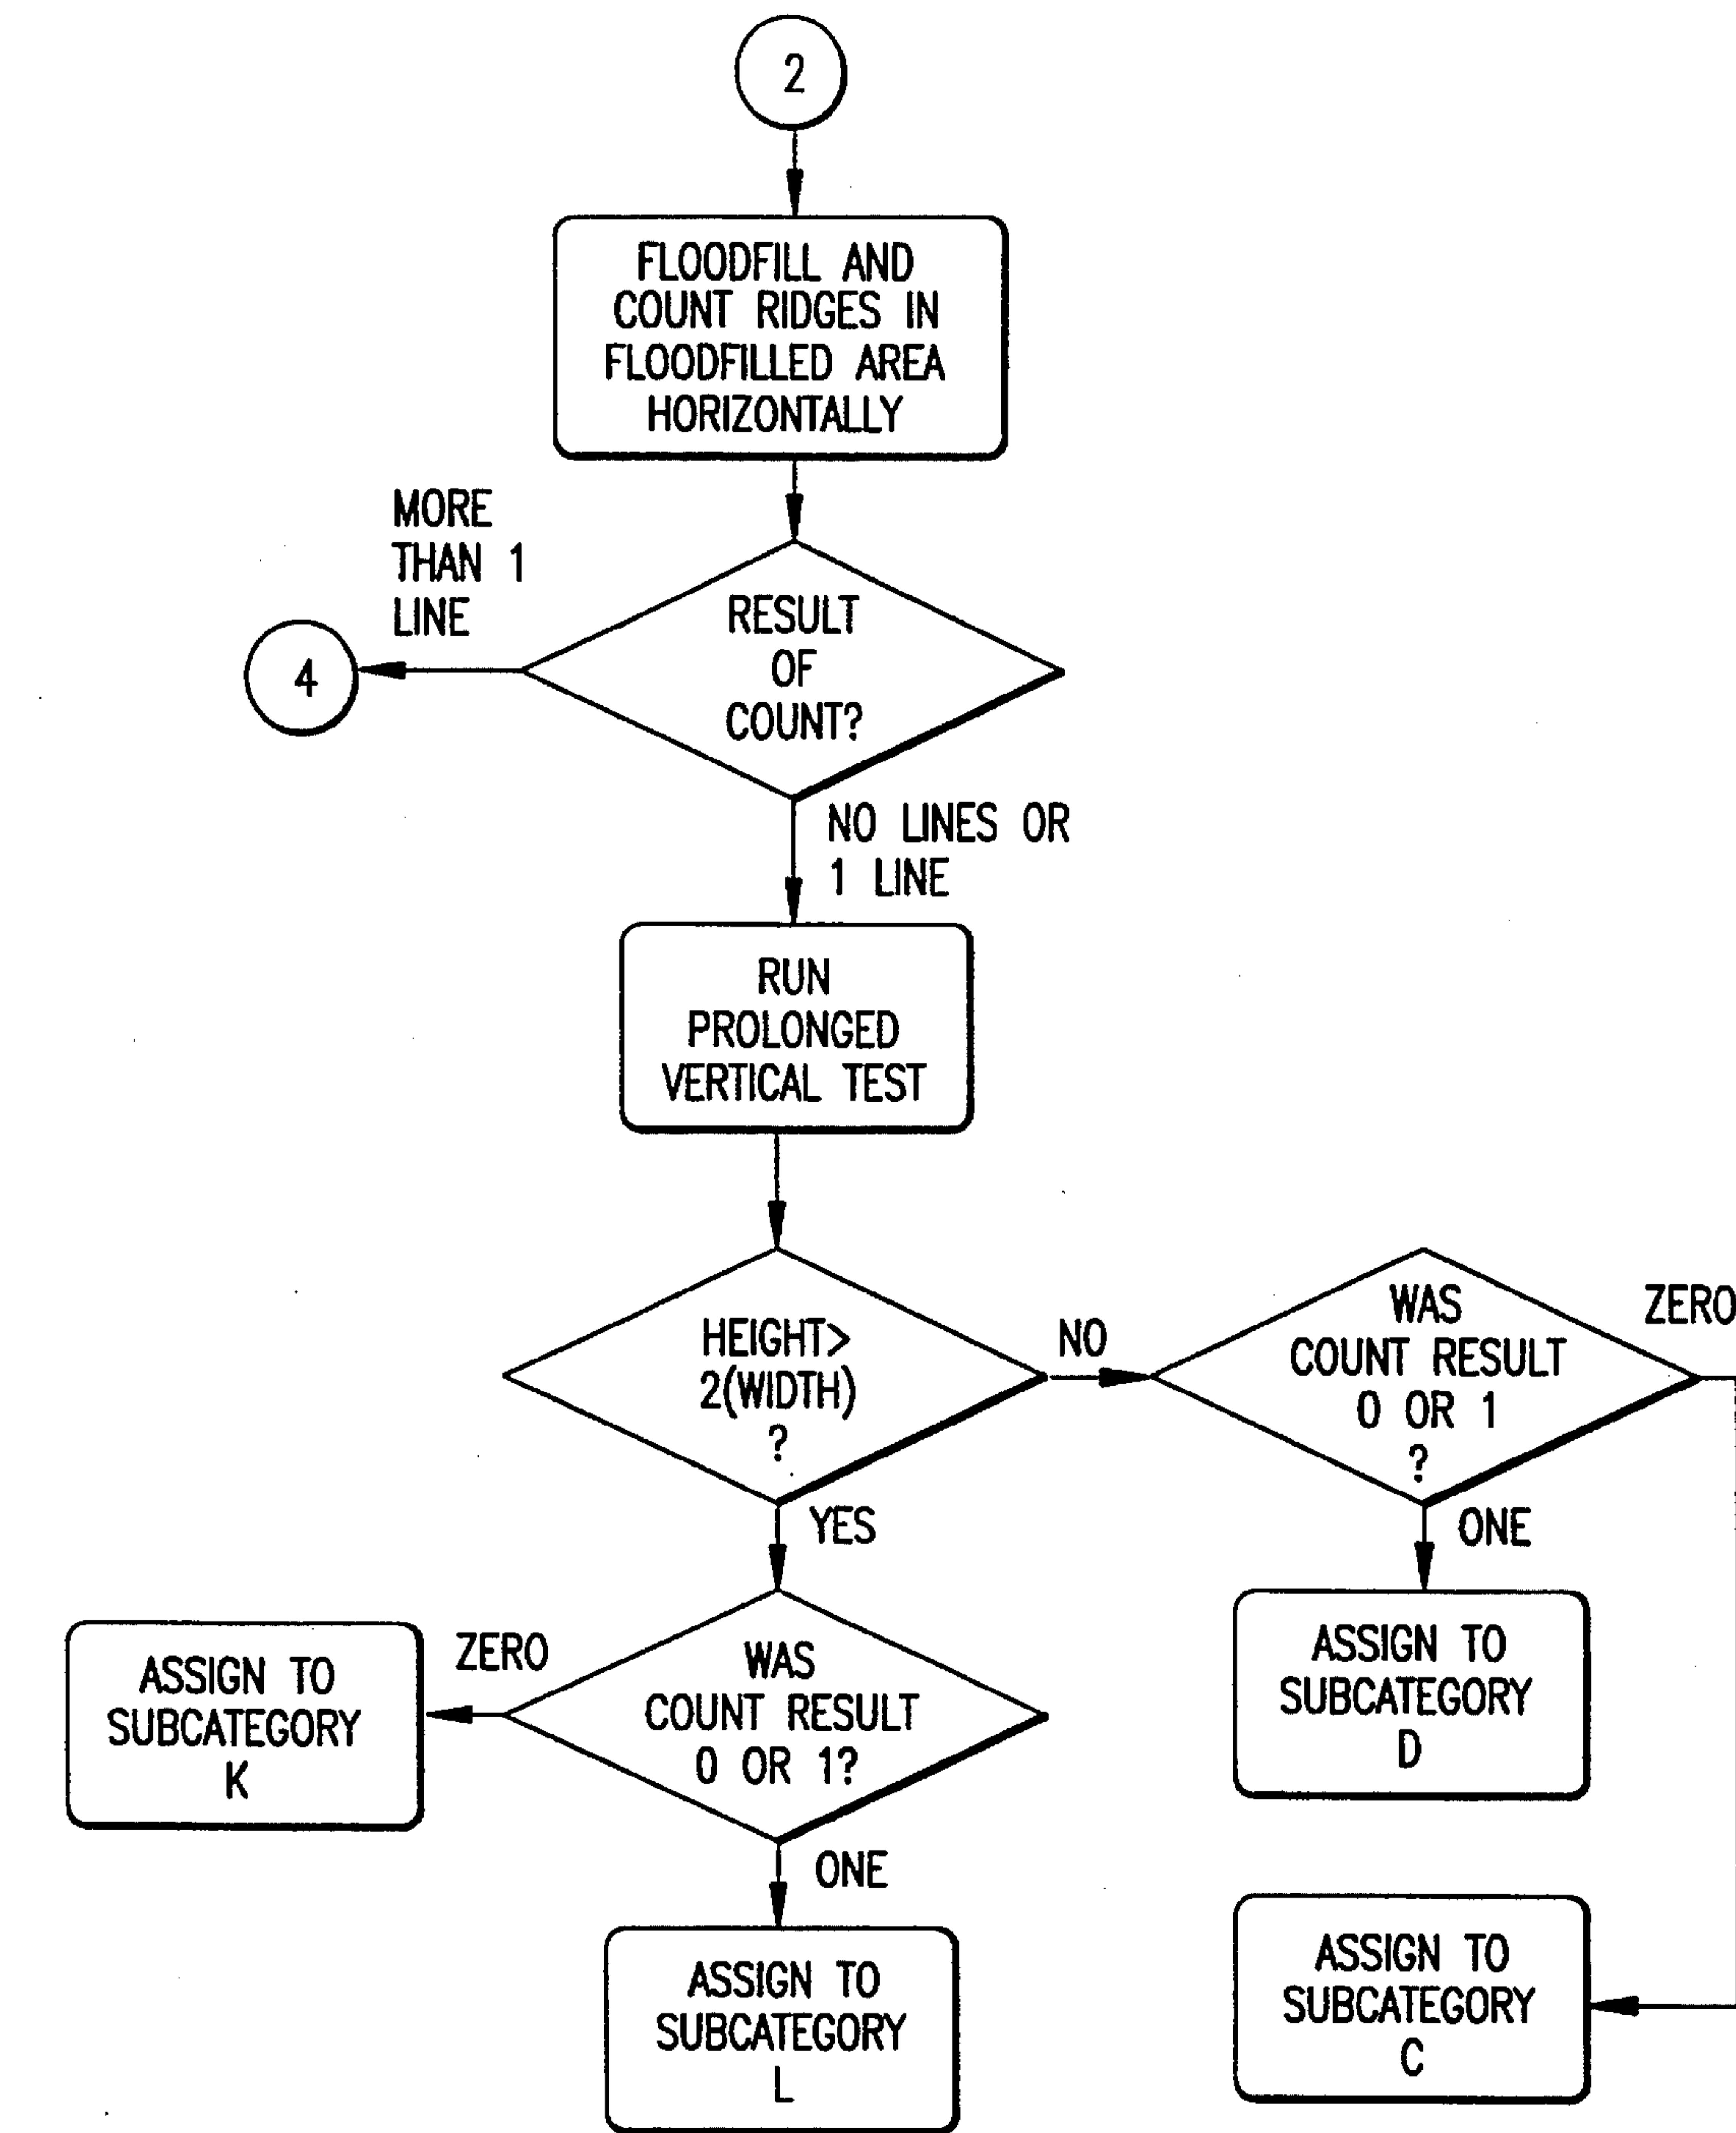 2
FLOODFILL AND
COUNT RIDGES IN
FLOODFILLED AREA
HORIZONTALLY
MORE
THAN 1
LINE
4
RESULT
OF
COUNT?
NO LINES OR
1 LINE
RUN
PROLONGED
VERTICAL TEST
HEIGHT>
2(WIDTH)
?
NO
WAS
COUNT RESULT
0 OR 1
?
ZERO
YES
ONE
ASSIGN TO
SUBCATEGORY
D
ASSIGN TO
SUBCATEGORY
K
ZERO
WAS
COUNT RESULT
0 OR 1?
ONE
ASSIGN TO
SUBCATEGORY
L
ASSIGN TO
SUBCATEGORY
C